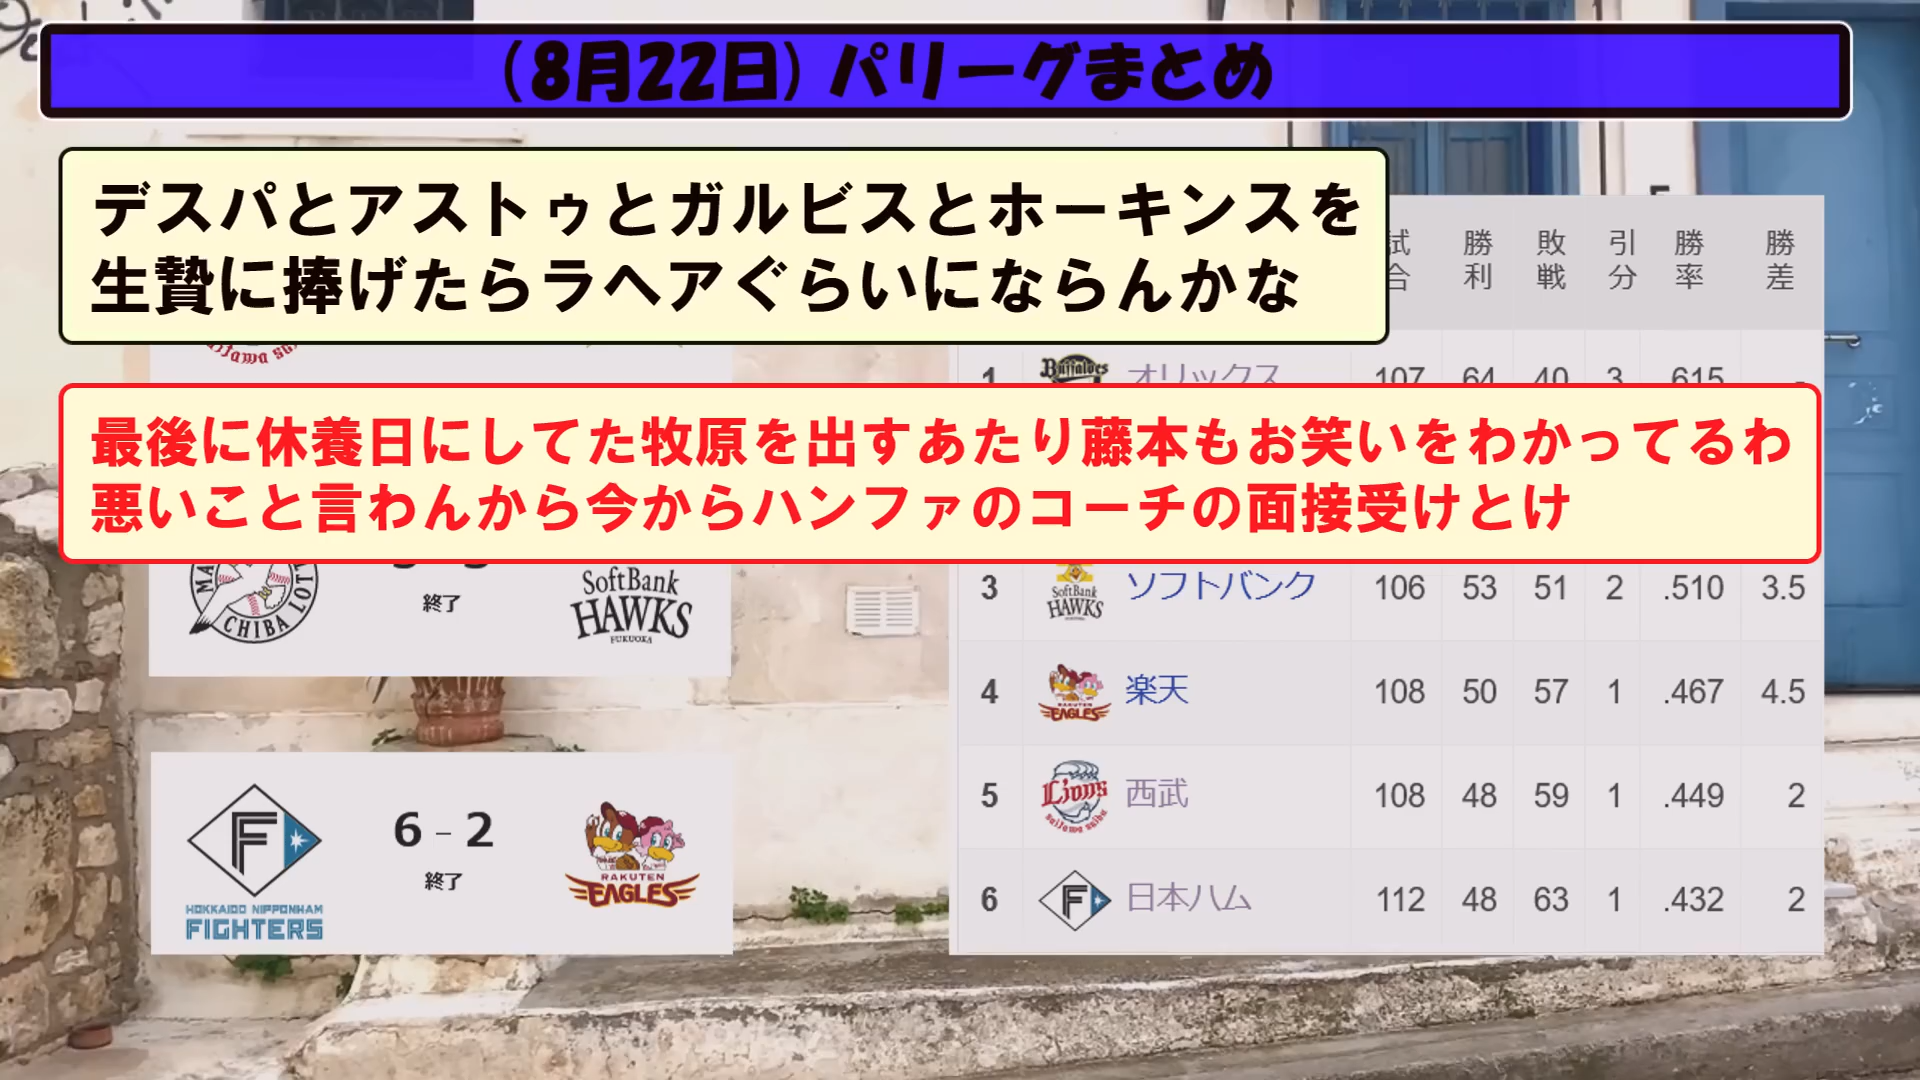 (8月22日) パリーグまとめ
デスパとアストゥとガルビスとホーキンスを
生贄に捧げたらラヘアぐらいにならんかな
試合 勝利 敗戦 引分 勝率 勝差
1 Buffaloes オリックス 107 64 40 3 .615 -
最後に休養日にしてた牧原を出すあたり藤本もお笑いをわかってるわ
悪いこと言わんから今からハンファのコーチの面接受けとけ
CHIBA LOTTE
終了
SoftBank
HAWKS
FUKUOKA
3 SoftBank HAWKS ソフトバンク 106 53 51 2 .510 3.5
4 RAKUTEN EAGLES 楽天 108 50 57 1 .467 4.5
5 Lions 西武 108 48 59 1 .449 2
6 F 日本ハム 112 48 63 1 .432 2
F
HOKKAIDO NIPPONHAM
FIGHTERS
6 - 2
終了
RAKUTEN
EAGLES